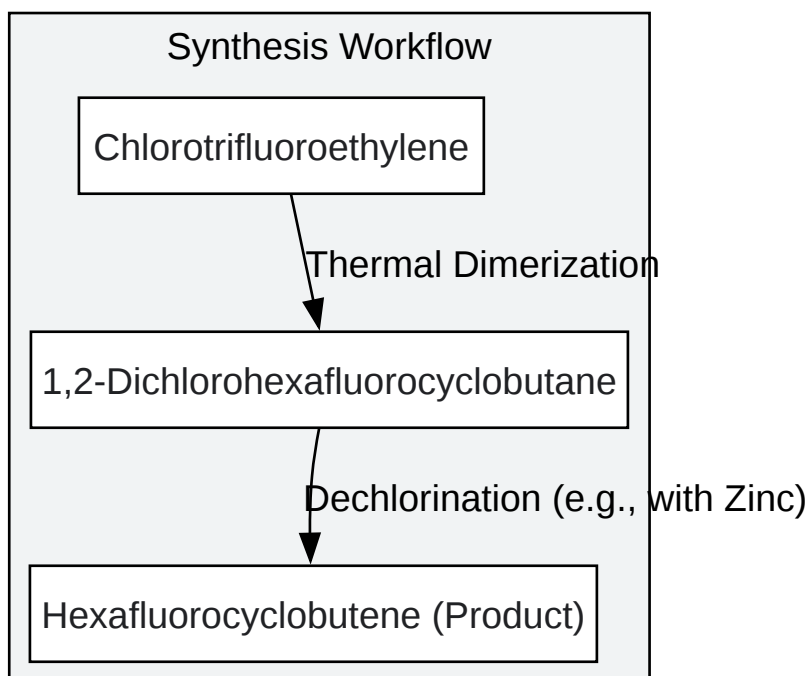 Synthesis Workflow
Chlorotrifluoroethylene
Thermal Dimerization
1,2-Dichlorohexafluorocyclobutane
Dechlorination (e.g., with Zinc)
Hexafluorocyclobutene (Product)